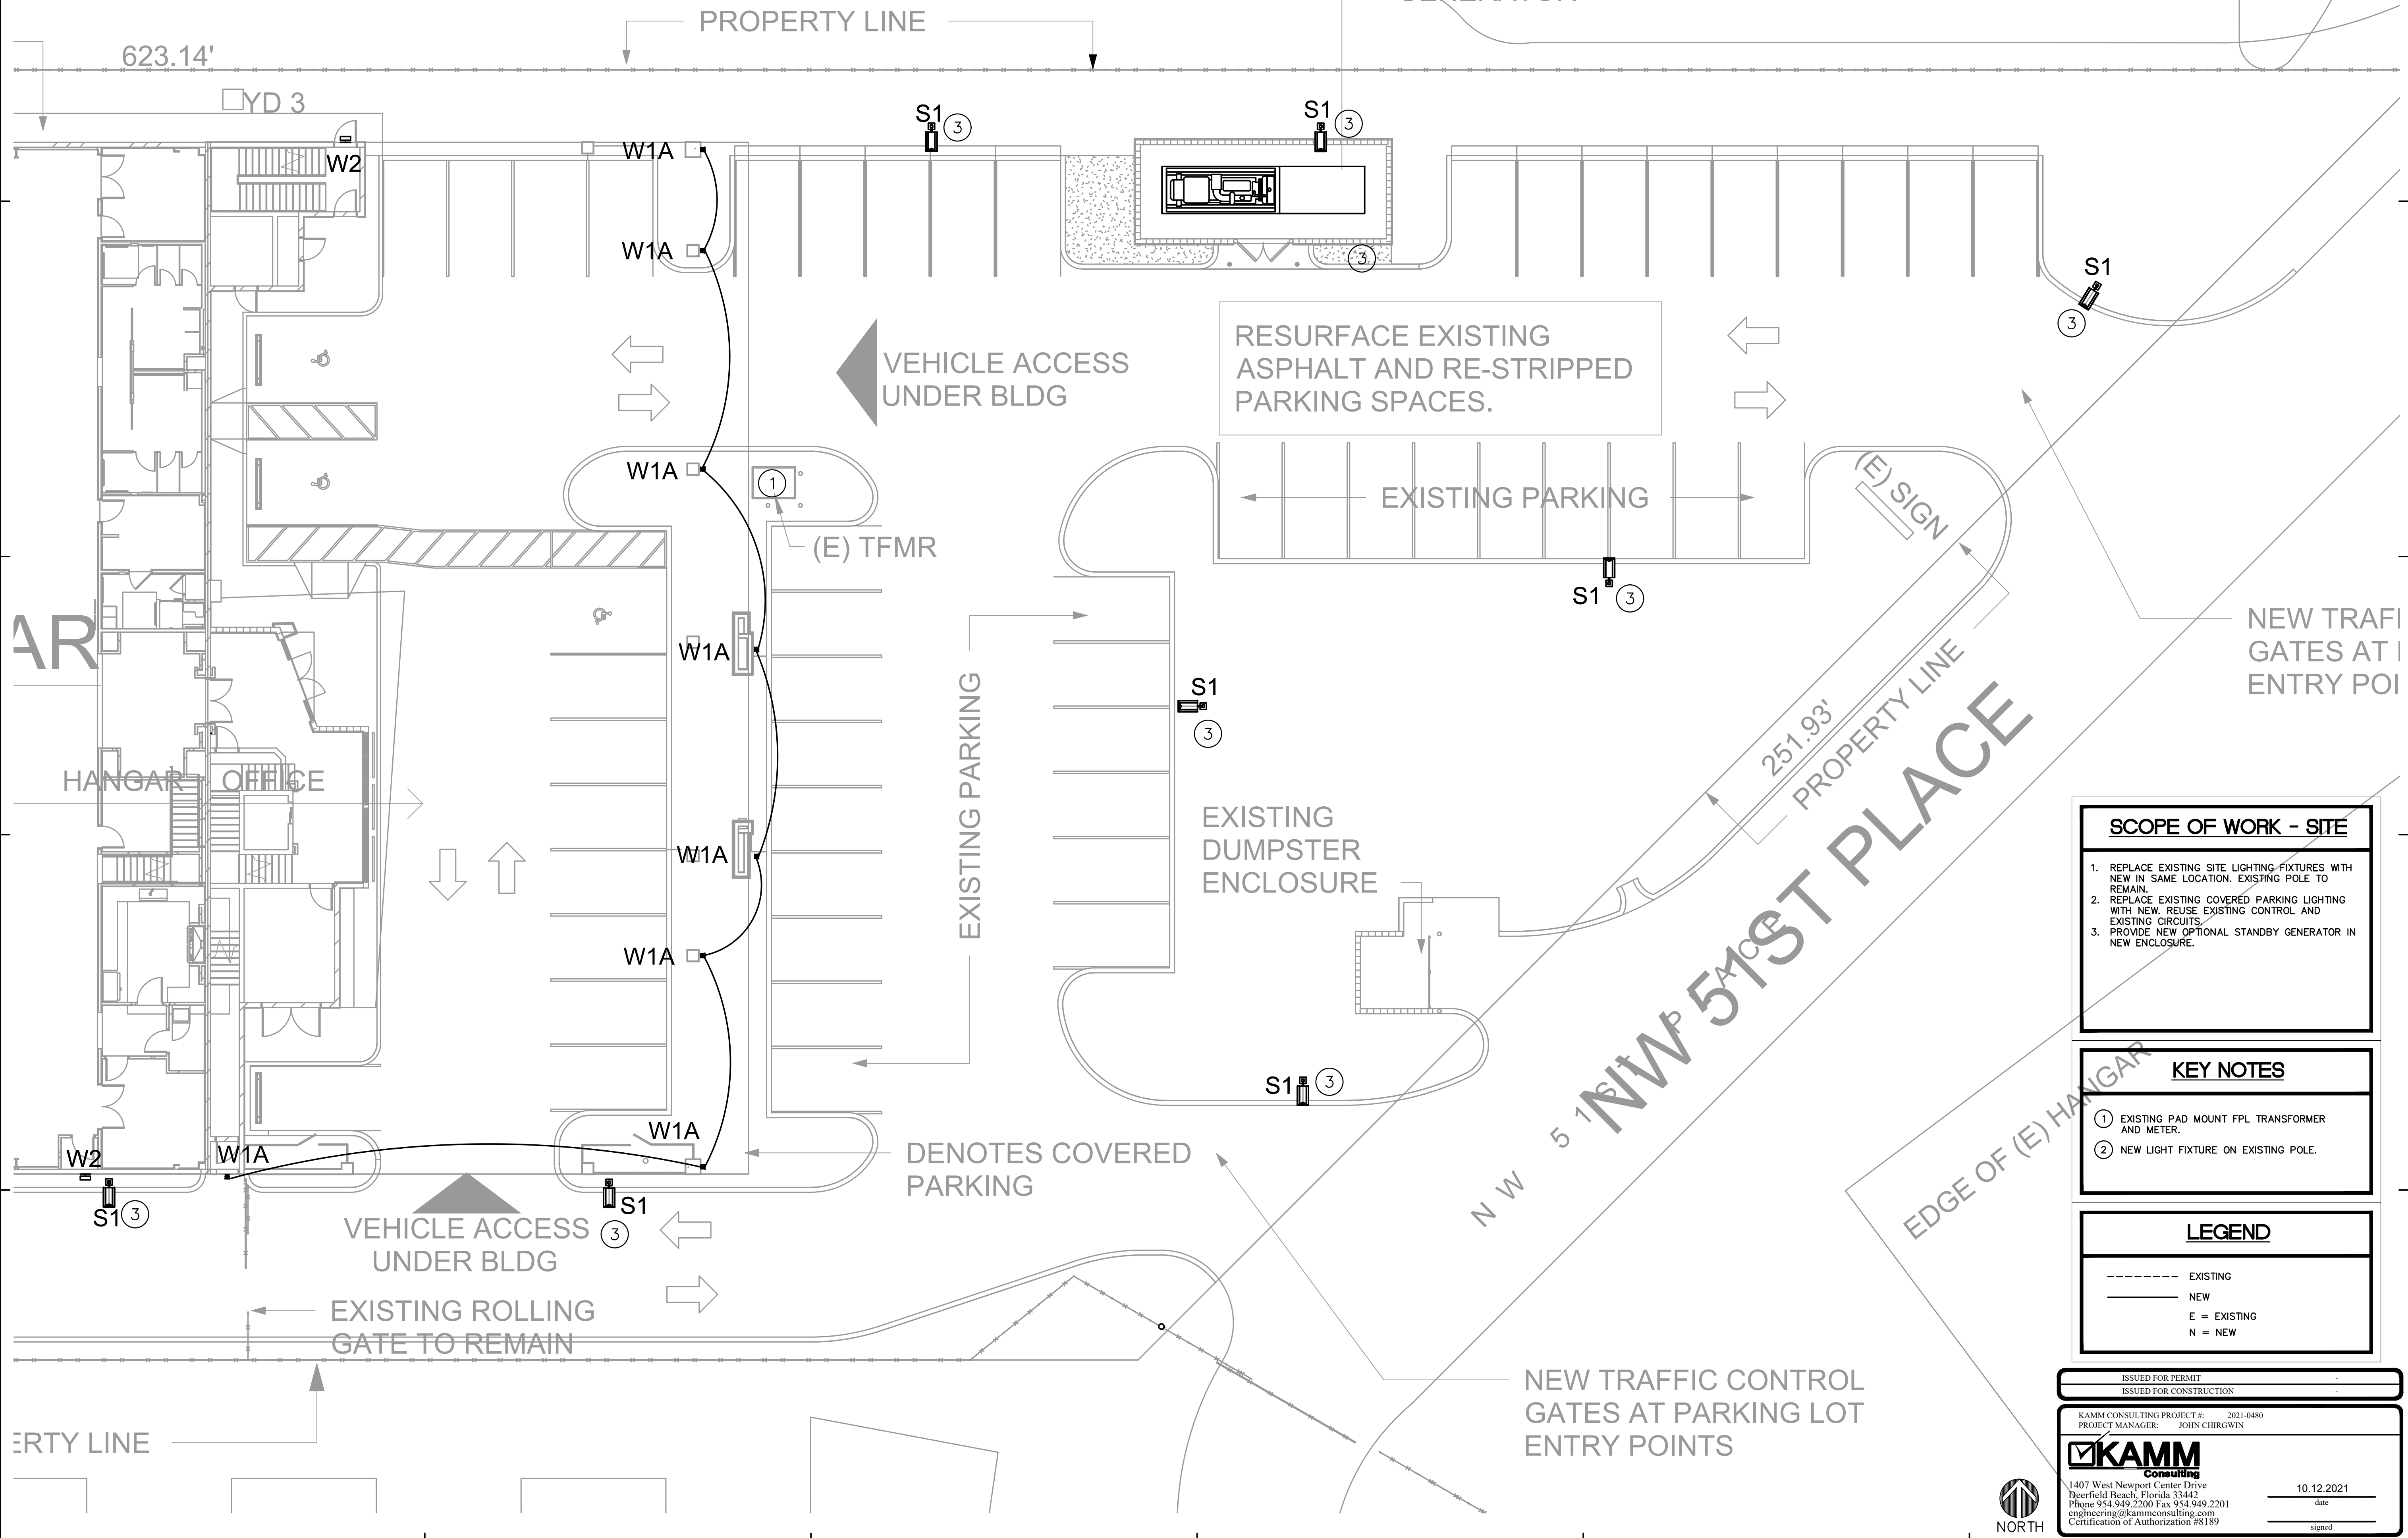 PROPERTY LINE
623.14'
YD 3
W2
W1A
S1
3
S1
3
W1A
3
S1
3
VEHICLE ACCESS
UNDER BLDG
RESURFACE EXISTING
ASPHALT AND RE-STRIPPED
PARKING SPACES.
W1A
1
(E) TFMR
EXISTING PARKING
(E) SIGN
S1
3
NEW TRAFI
GATES AT
ENTRY POI
AR
W1A
EXISTING PARKING
S1
3
251.93'
PROPERTY LINE
NW 51ST PLACE
N W 5 1 S T P L A C E
HANGAR OFFICE
W1A
EXISTING
DUMPSTER
ENCLOSURE
W1A
S1
3
W1A
DENOTES COVERED
PARKING
W2
W1A
S1
3
S1
3
VEHICLE ACCESS
UNDER BLDG
EXISTING ROLLING
GATE TO REMAIN
ERTY LINE
NEW TRAFFIC CONTROL
GATES AT PARKING LOT
ENTRY POINTS
EDGE OF (E) HANGAR
SCOPE OF WORK - SITE
1. REPLACE EXISTING SITE LIGHTING FIXTURES WITH
NEW IN SAME LOCATION. EXISTING POLE TO
REMAIN.
2. REPLACE EXISTING COVERED PARKING LIGHTING
WITH NEW. REUSE EXISTING CONTROL AND
EXISTING CIRCUITS.
3. PROVIDE NEW OPTIONAL STANDBY GENERATOR IN
NEW ENCLOSURE.
KEY NOTES
1 EXISTING PAD MOUNT FPL TRANSFORMER
AND METER.
2 NEW LIGHT FIXTURE ON EXISTING POLE.
LEGEND
EXISTING
NEW
E = EXISTING
N = NEW
ISSUED FOR PERMIT -
ISSUED FOR CONSTRUCTION -
KAMM CONSULTING PROJECT #: 2021-0480
PROJECT MANAGER: JOHN CHIRGWIN
KAMM
Consulting
1407 West Newport Center Drive
Deerfield Beach, Florida 33442
Phone 954.949.2200 Fax 954.949.2201
engineering@kammconsulting.com
Certification of Authorization #8189
10.12.2021
date
signed
NORTH